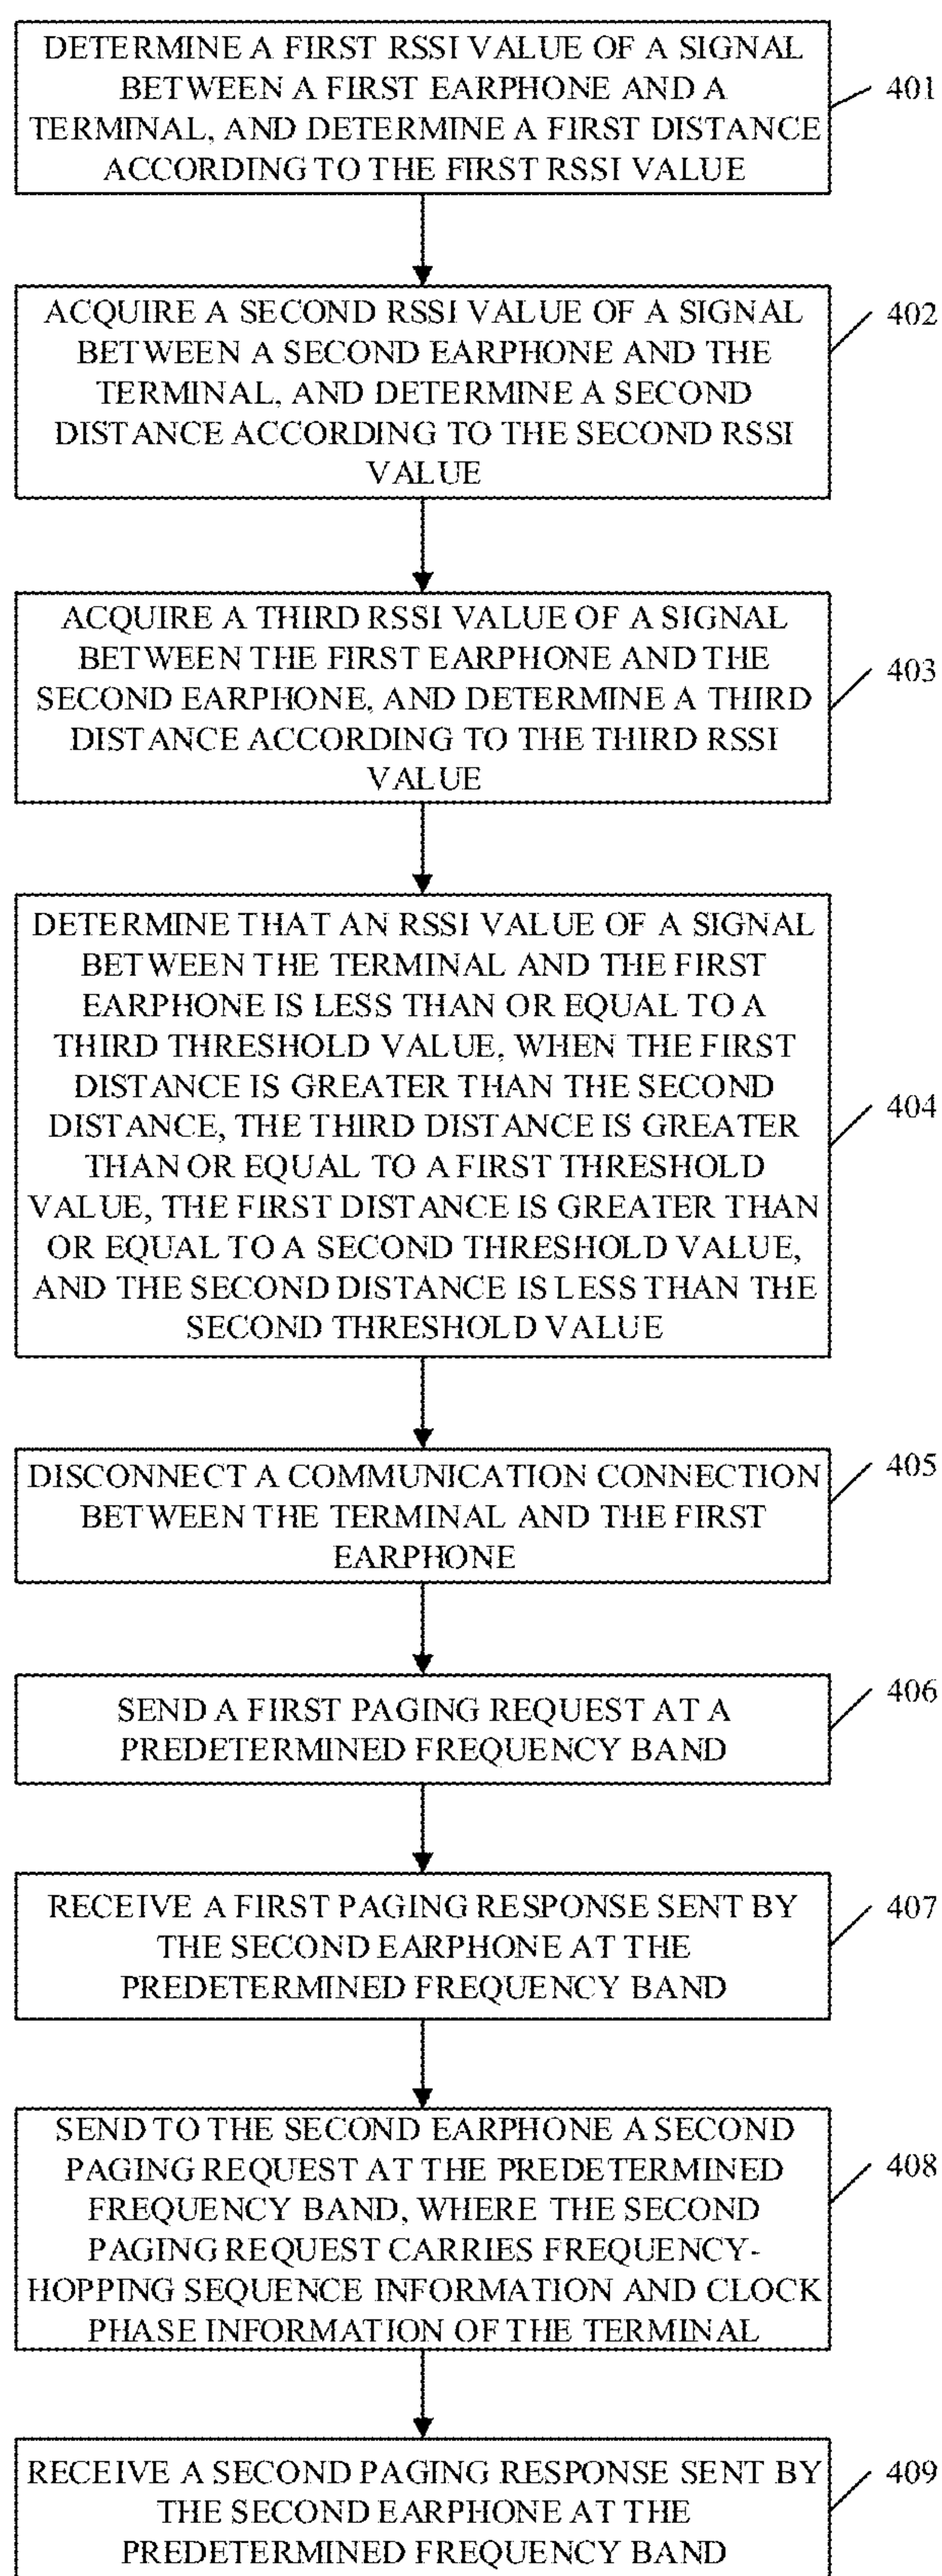 DETERMINE A FIRST RSSI VALUE OF A SIGNAL
BETWEEN A FIRST EARPHONE AND A
TERMINAL, AND DETERMINE A FIRST DISTANCE
ACCORDING TO THE FIRST RSSI VALUE
401
ACQUIRE A SECOND RSSI VALUE OF A SIGNAL
BETWEEN A SECOND EARPHONE AND THE
TERMINAL, AND DETERMINE A SECOND
DISTANCE ACCORDING TO THE SECOND RSSI
VALUE
402
ACQUIRE A THIRD RSSI VALUE OF A SIGNAL
BETWEEN THE FIRST EARPHONE AND THE
SECOND EARPHONE, AND DETERMINE A THIRD
DISTANCE ACCORDING TO THE THIRD RSSI
VALUE
403
DETERMINE THAT AN RSSI VALUE OF A SIGNAL
BETWEEN THE TERMINAL AND THE FIRST
EARPHONE IS LESS THAN OR EQUAL TO A
THIRD THRESHOLD VALUE, WHEN THE FIRST
DISTANCE IS GREATER THAN THE SECOND
DISTANCE, THE THIRD DISTANCE IS GREATER
THAN OR EQUAL TO A FIRST THRESHOLD
VALUE, THE FIRST DISTANCE IS GREATER THAN
OR EQUAL TO A SECOND THRESHOLD VALUE,
AND THE SECOND DISTANCE IS LESS THAN THE
SECOND THRESHOLD VALUE
404
DISCONNECT A COMMUNICATION CONNECTION
BETWEEN THE TERMINAL AND THE FIRST
EARPHONE
405
SEND A FIRST PAGING REQUEST AT A
PREDETERMINED FREQUENCY BAND
406
RECEIVE A FIRST PAGING RESPONSE SENT BY
THE SECOND EARPHONE AT THE
PREDETERMINED FREQUENCY BAND
407
SEND TO THE SECOND EARPHONE A SECOND
PAGING REQUEST AT THE PREDETERMINED
FREQUENCY BAND, WHERE THE SECOND
PAGING REQUEST CARRIES FREQUENCY-
HOPPING SEQUENCE INFORMATION AND CLOCK
PHASE INFORMATION OF THE TERMINAL
408
RECEIVE A SECOND PAGING RESPONSE SENT BY
THE SECOND EARPHONE AT THE
PREDETERMINED FREQUENCY BAND
409